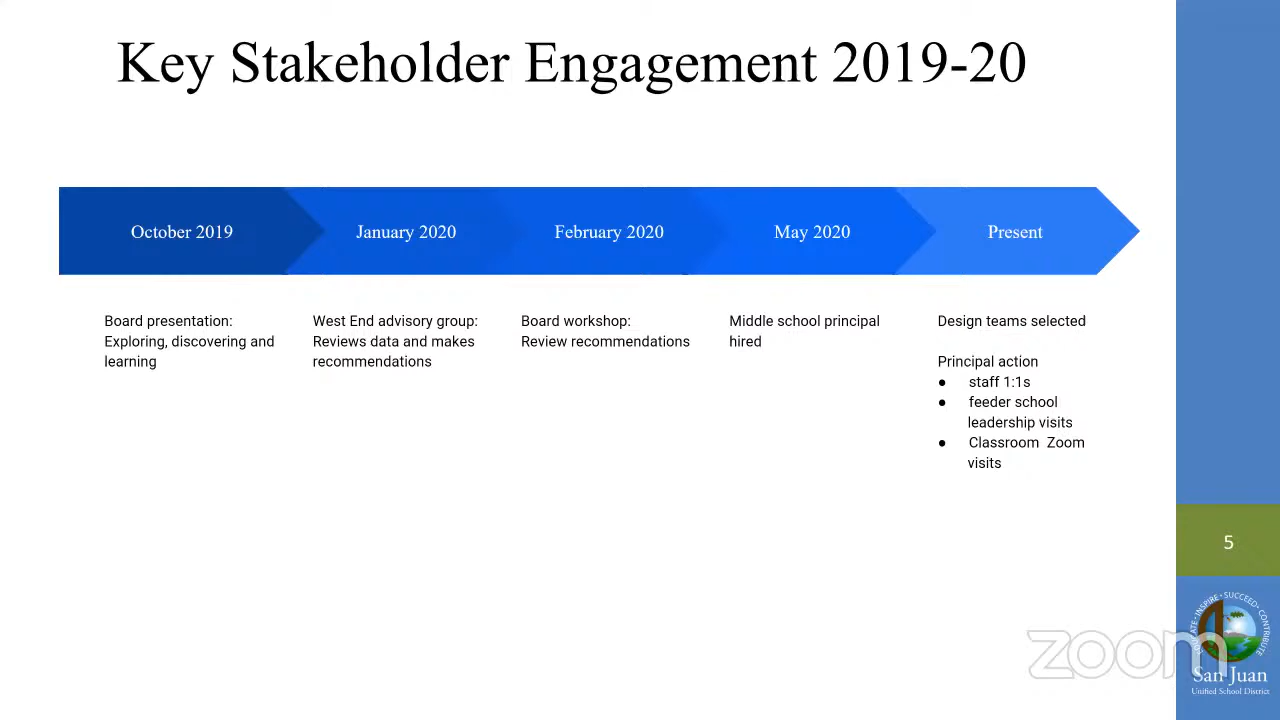 Key Stakeholder Engagement 2019-20
October 2019
January 2020
February 2020
May 2020
Present
Board presentation:
Exploring, discovering and
learning
West End advisory group:
Reviews data and makes
recommendations
Board workshop:
Review recommendations
Middle school principal
hired
Design teams selected
Principal action
● staff 1:1s
● feeder school
leadership visits
● Classroom Zoom
visits
5
INSPIRE • SUCCEED • CONTRIBUTE
zoom
San Juan
Unified School District